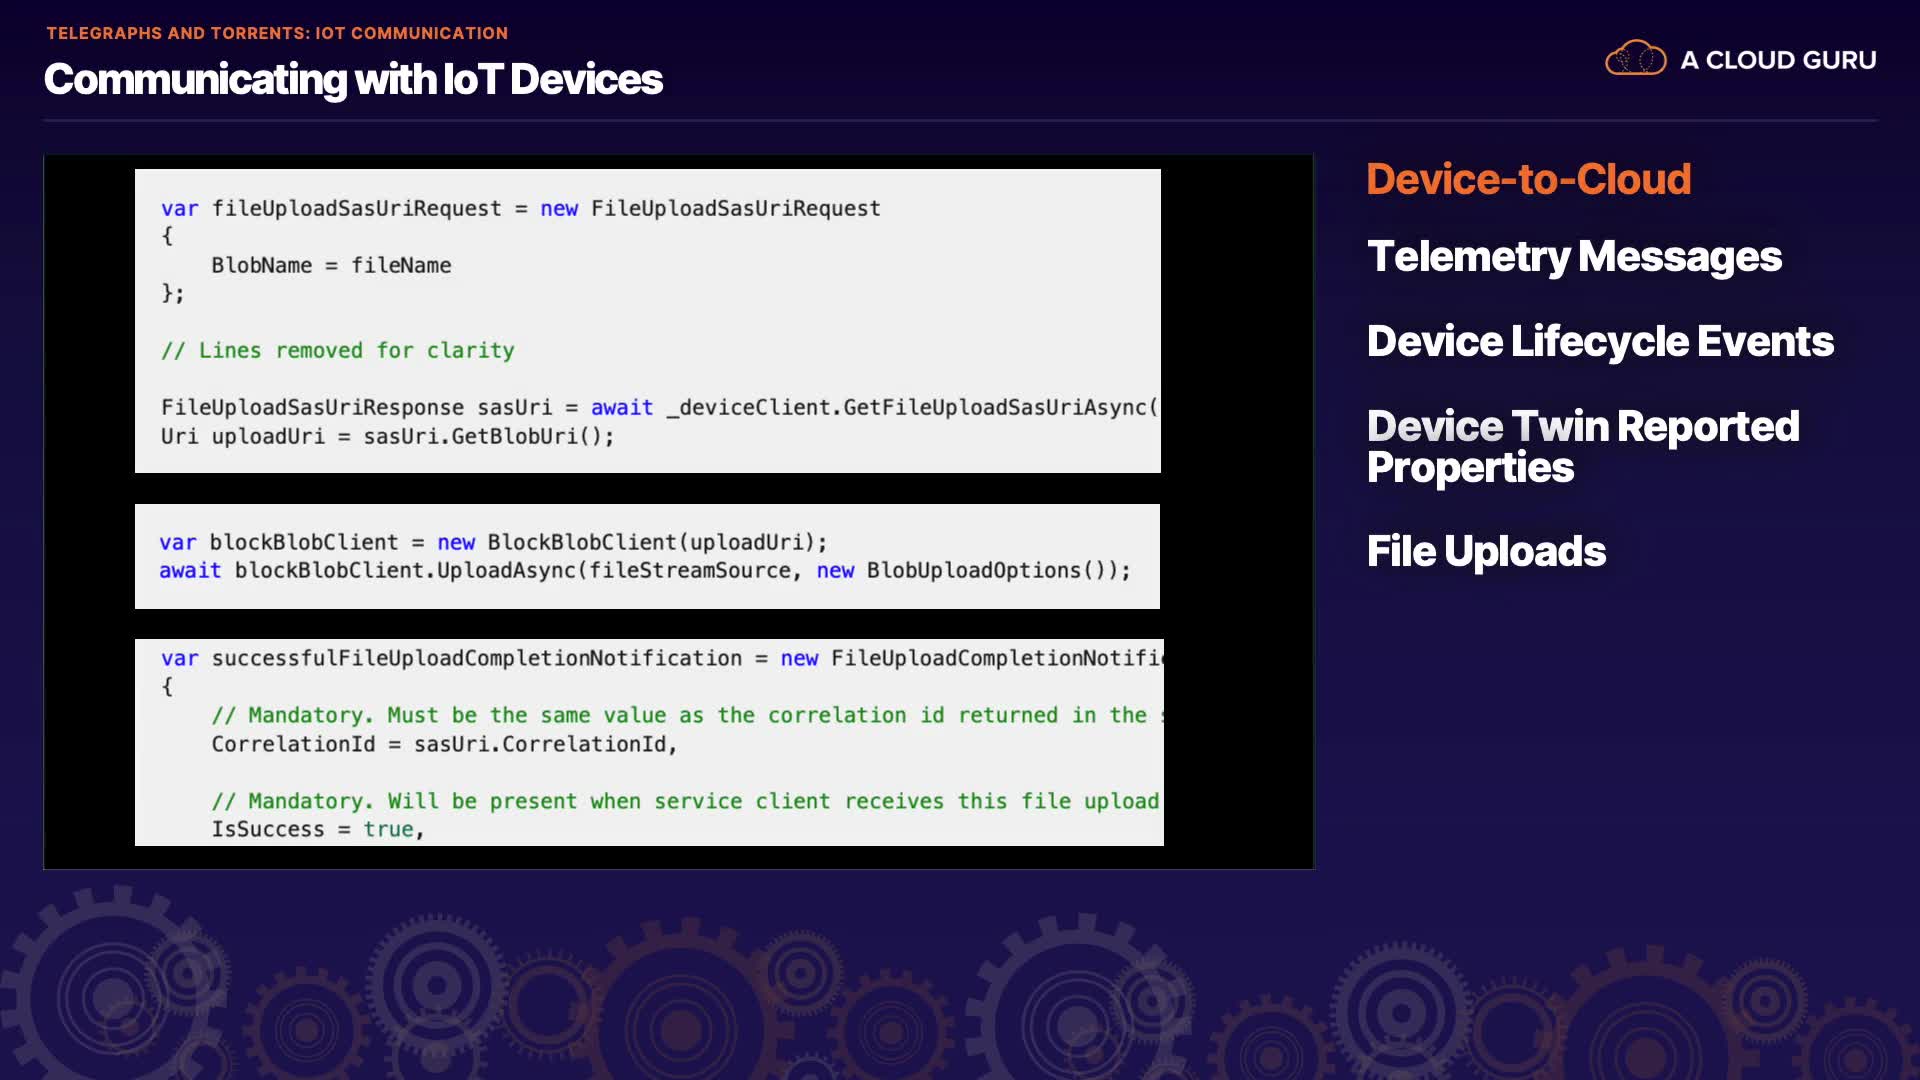 TELEGRAPHS AND TORRENTS: IOT COMMUNICATION
Communicating with IoT Devices
A CLOUD GURU
var fileUploadSasUriRequest = new FileUploadSasUriRequest
{
    BlobName = fileName
};
// Lines removed for clarity
FileUploadSasUriResponse sasUri = await _deviceClient.GetFileUploadSasUriAsync(
Uri uploadUri = sasUri.GetBlobUri();
var blockBlobClient = new BlockBlobClient(uploadUri);
await blockBlobClient.UploadAsync(fileStreamSource, new BlobUploadOptions());
var successfulFileUploadCompletionNotification = new FileUploadCompletionNotifi
{
    // Mandatory. Must be the same value as the correlation id returned in the
    CorrelationId = sasUri.CorrelationId,
    // Mandatory. Will be present when service client receives this file upload
    IsSuccess = true,
Device-to-Cloud
Telemetry Messages
Device Lifecycle Events
Device Twin Reported
Properties
File Uploads